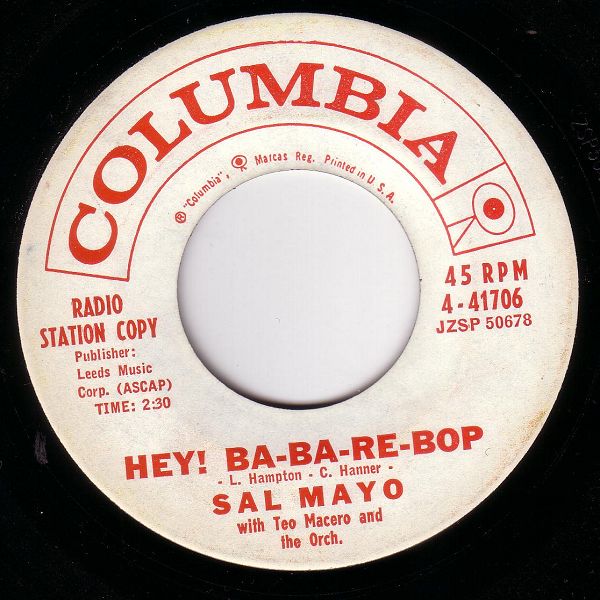 COLUMBIA
® "Columbia", Marcas Reg. Printed in U.S.A.
45 RPM
4-41706
JZSP 50678
RADIO
STATION COPY
Publisher:
Leeds Music
Corp. (ASCAP)
TIME: 2:30
HEY! BA-BA-RE-BOP
- L. Hampton - C. Hanner -
SAL MAYO
with Teo Macero and
the Orch.